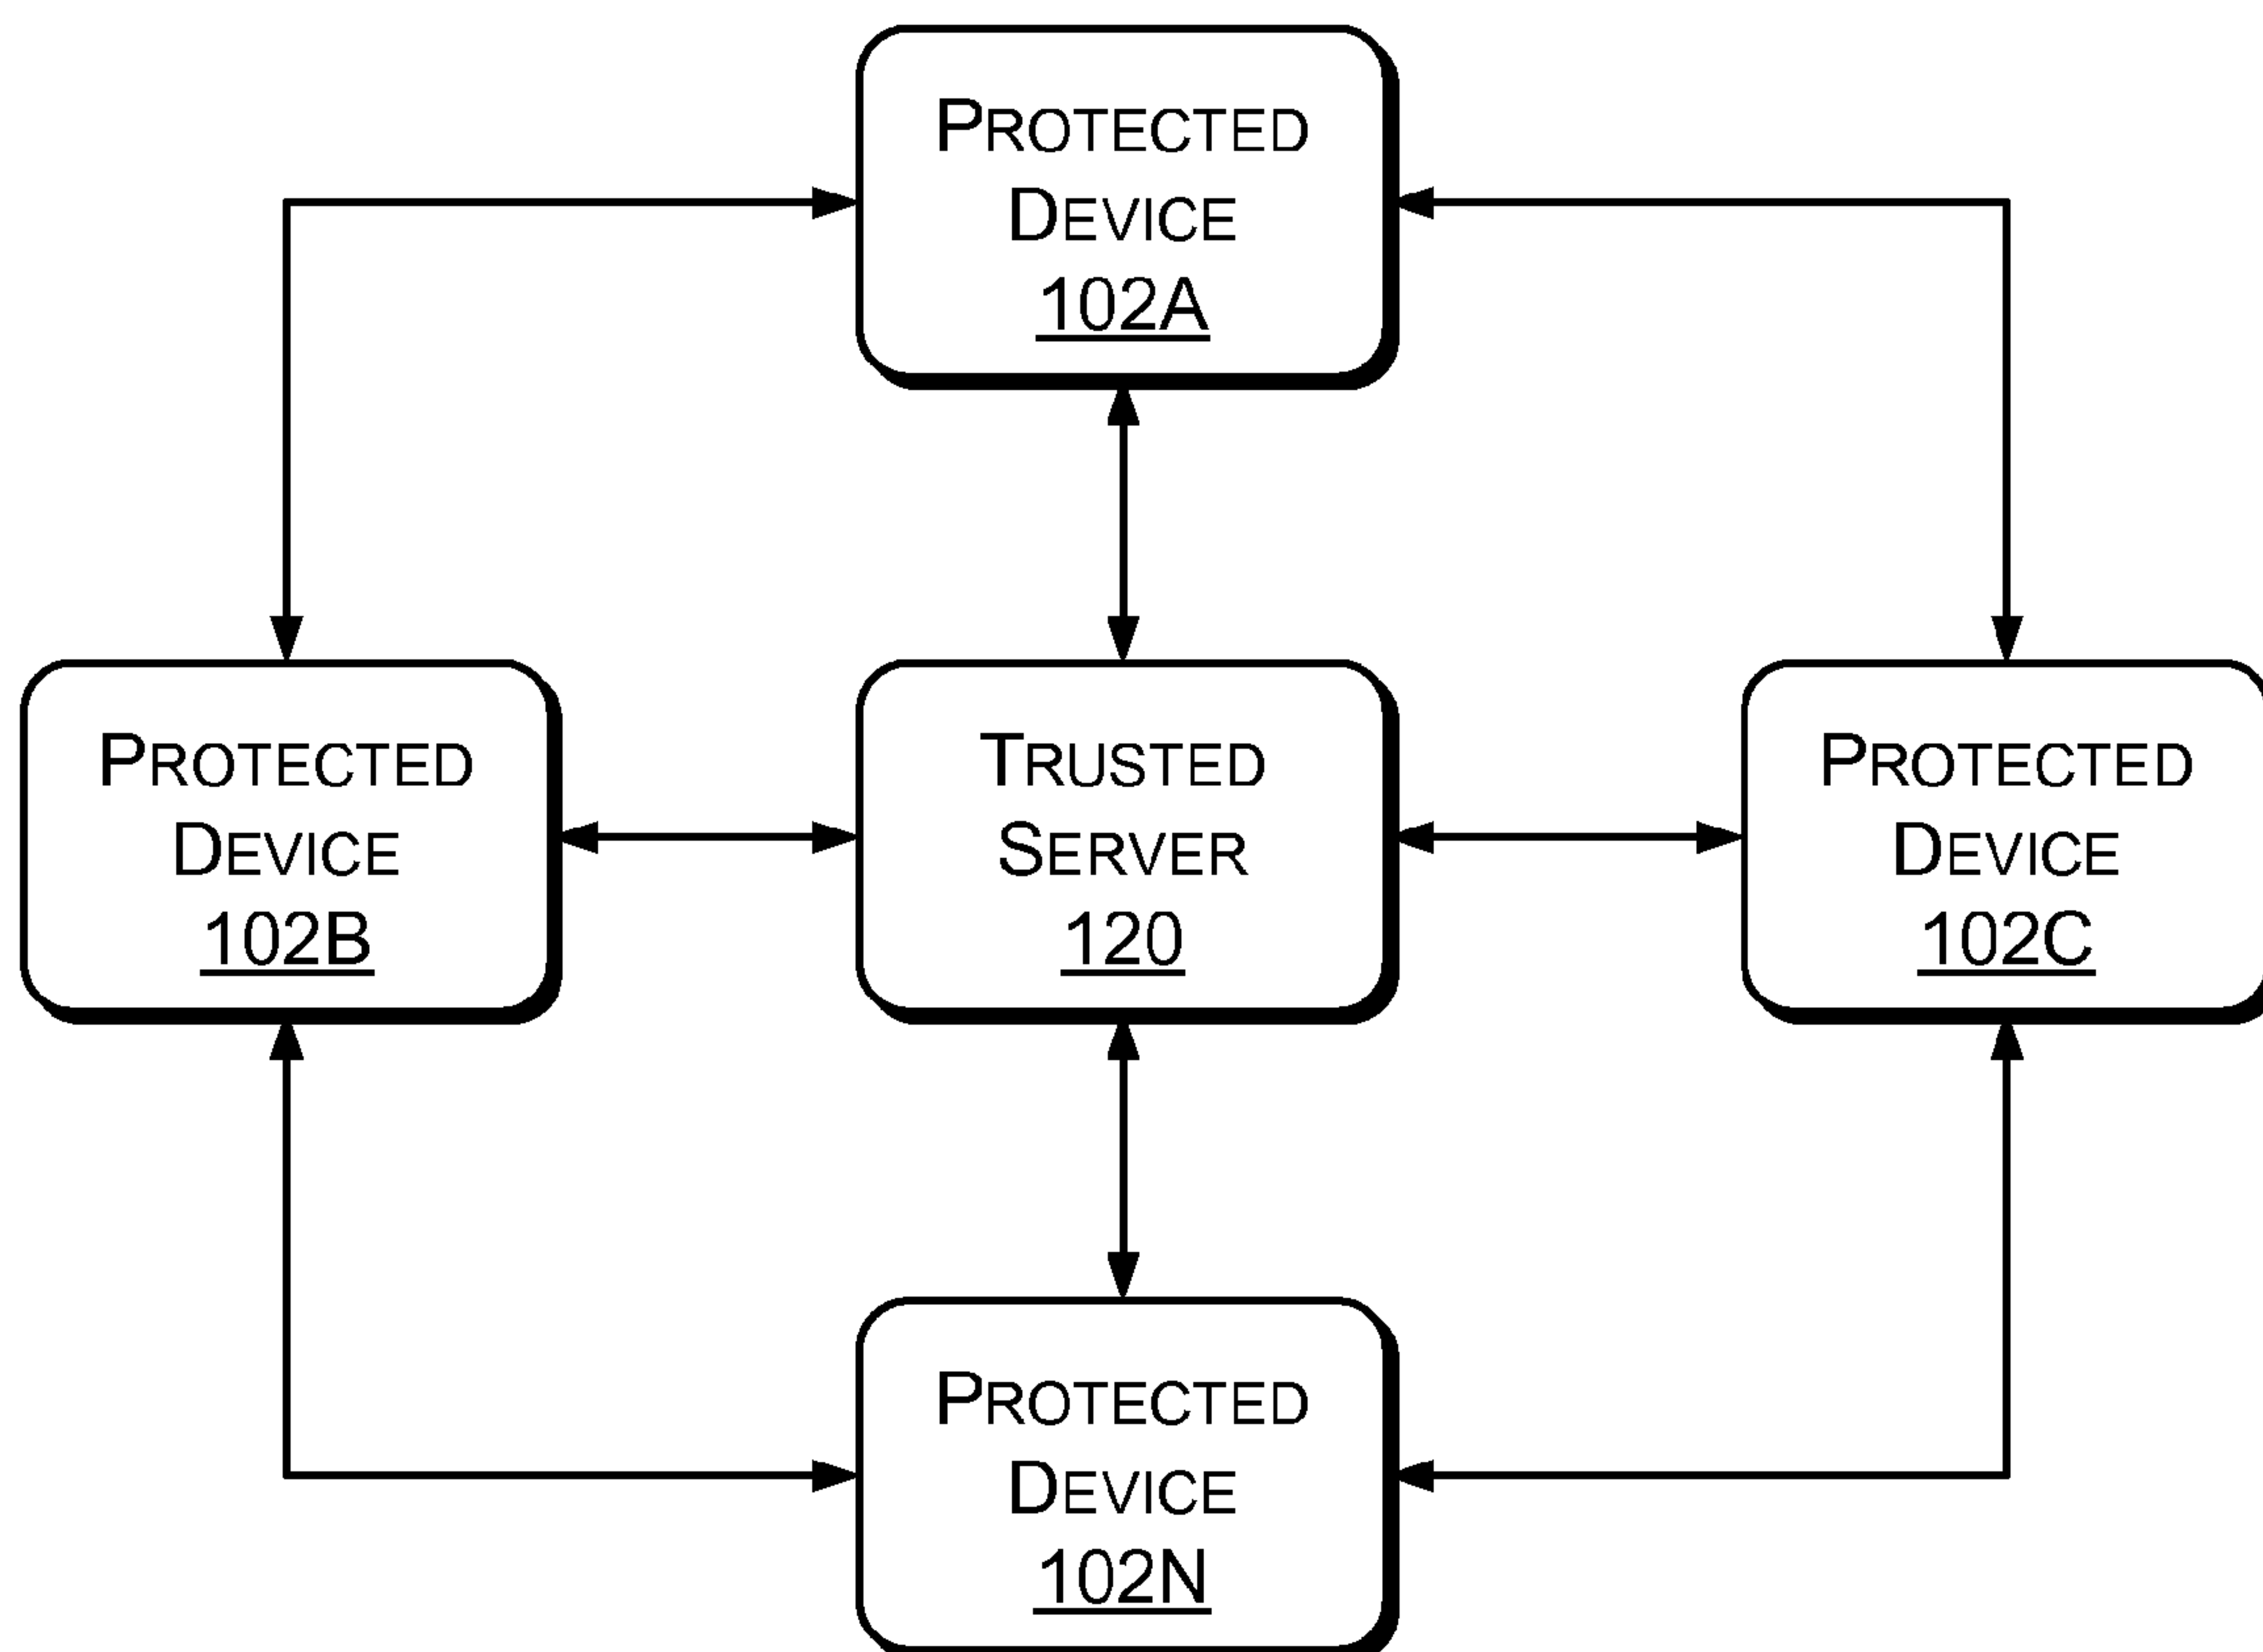 PROTECTED
DEVICE
102A
PROTECTED
DEVICE
102B
TRUSTED
SERVER
120
PROTECTED
DEVICE
102C
PROTECTED
DEVICE
102N